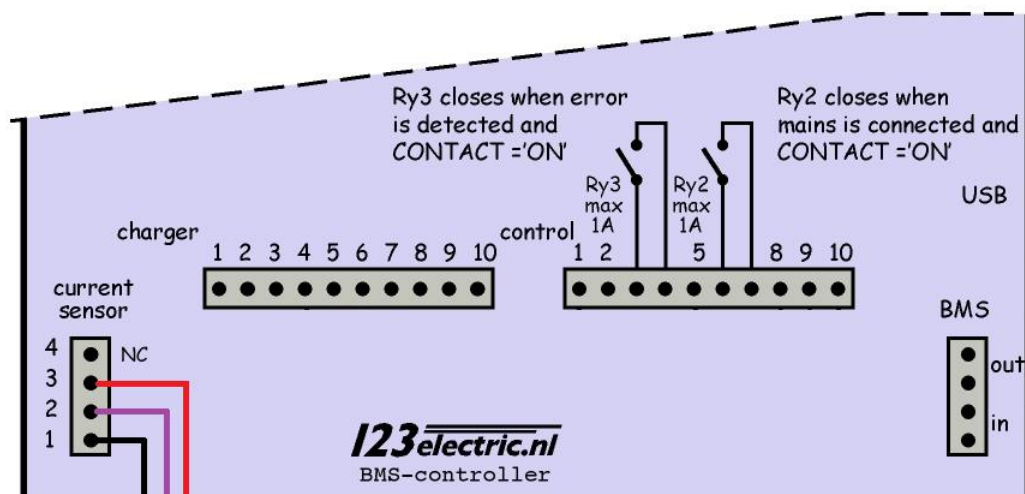 Ry3 closes when error
is detected and
CONTACT ='ON'
Ry2 closes when
mains is connected and
CONTACT ='ON'
Ry3
max
1A
Ry2
max
1A
USB
charger
1 2 3 4 5 6 7 8 9 10
control
1 2 5 8 9 10
current
sensor
4 NC
3
2
1
BMS
out
in
123electric.nl
BMS-controller